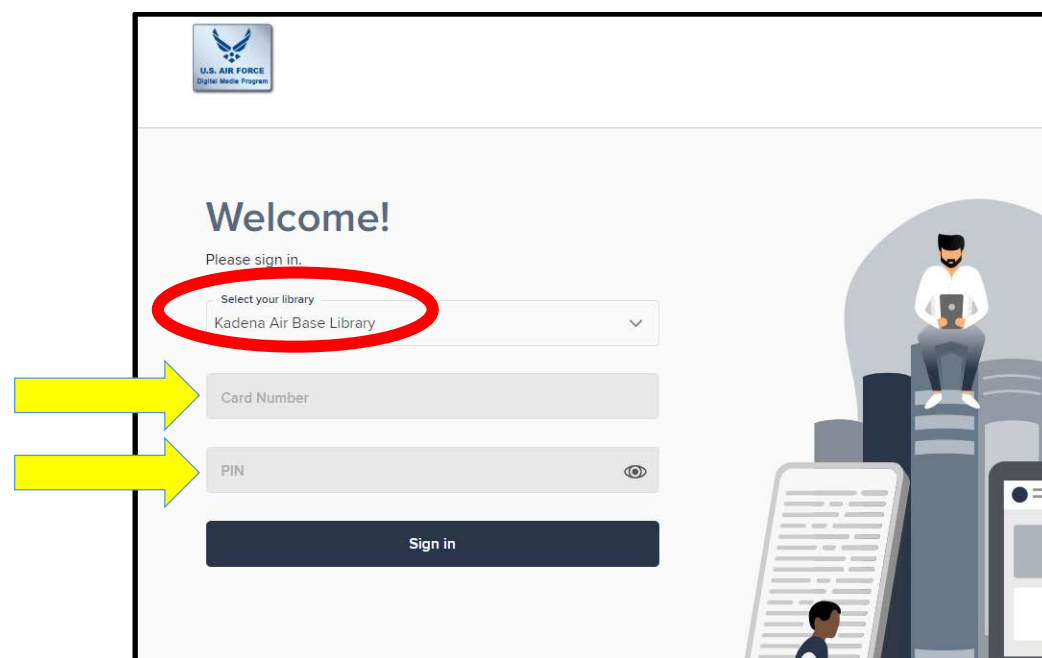 U.S. AIR FORCE
Digital Media Program
Welcome!
Please sign in.
Select your library
Kadena Air Base Library
Card Number
PIN
Sign in